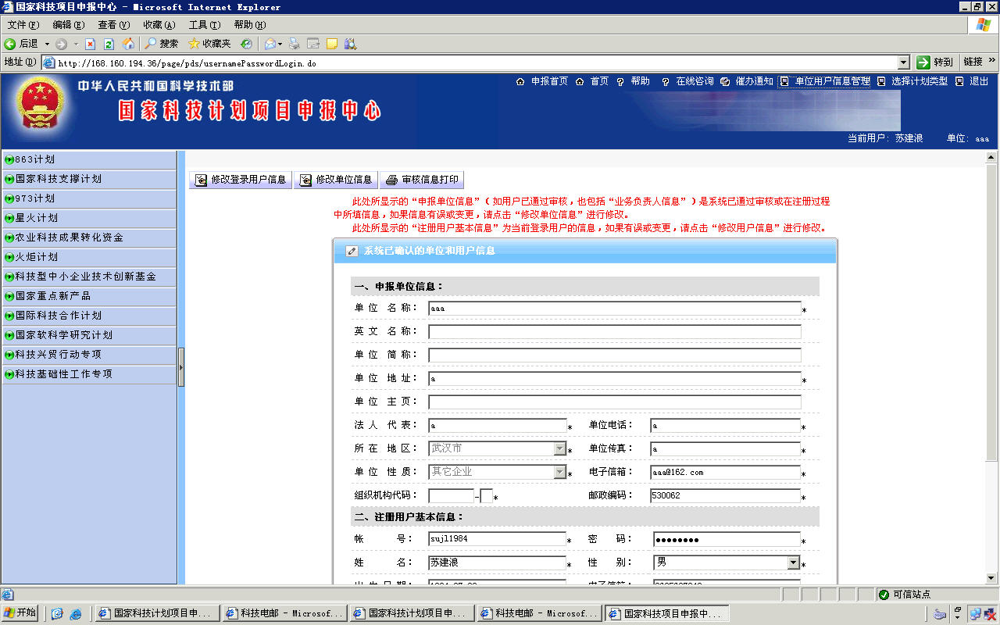 国家科技项目申报中心 - Microsoft Internet Explorer
文件(F) 编辑(E) 查看(V) 收藏(A) 工具(T) 帮助(H)
后退 搜索 收藏夹
地址(D) http://168.160.194.36/page/pds/usernamePasswordLogin.do 转到 链接 »
中华人民共和国科学技术部
国家科技计划项目申报中心
申报首页 首页 帮助 在线咨询 催办通知 单位用户信息管理 选择计划类型 退出
当前用户: 苏建浪 单位: aaa
863计划
国家科技支撑计划
973计划
星火计划
农业科技成果转化资金
火炬计划
科技型中小企业技术创新基金
国家重点新产品
国际科技合作计划
国家软科学研究计划
科技兴贸行动专项
科技基础性工作专项
修改登录用户信息 修改单位信息 审核信息打印
此处所显示的“申报单位信息”(如用户已通过审核,也包括“业务负责人信息”)是系统已通过审核或在注册过程
中所填信息,如果信息有误或变更,请点击“修改单位信息”进行修改。
此处所显示的“注册用户基本信息”为当前登录用户的信息,如果有误或变更,请点击“修改用户信息”进行修改。
系统已确认的单位和用户信息
一、申报单位信息:
单位 名称: aaa *
英文 名称:
单位 简称:
单位 地址: a *
单位 主页:
法人 代表: a * 单位电话: a *
所在 地区: 武汉市 * 单位传真: a *
单位 性质: 其它企业 * 电子信箱: aaa@162.com *
组织机构代码: - * 邮政编码: 530062 *
二、注册用户基本信息:
帐 号: sujl1984 * 密 码: ●●●●●●●● *
姓 名: 苏建浪 * 性 别: 男 *
可信站点
开始 国家科技计划项目申... 科技电邮 - Microsof... 国家科技计划项目申... 科技电邮 - Microsof... 国家科技项目申报中...